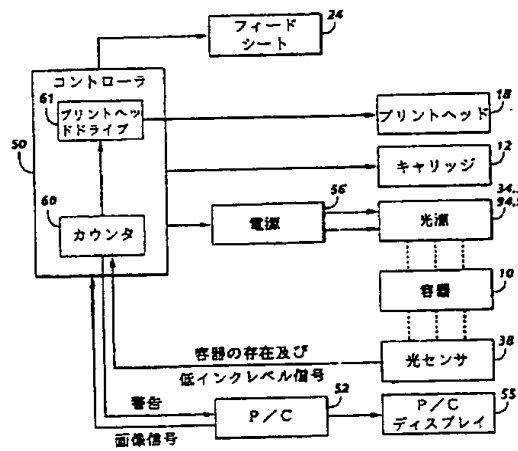 フィード
シート
24
コントローラ
61
プリントヘッ
ドドライブ
プリントヘッド
18
50
キャリッジ
12
60
カウンタ
電源
56
光源
34
容器
10
容器の存在及び
低インクレベル信号
光センサ
38
警告
画像信号
P/C
52
P/C
ディスプレイ
55